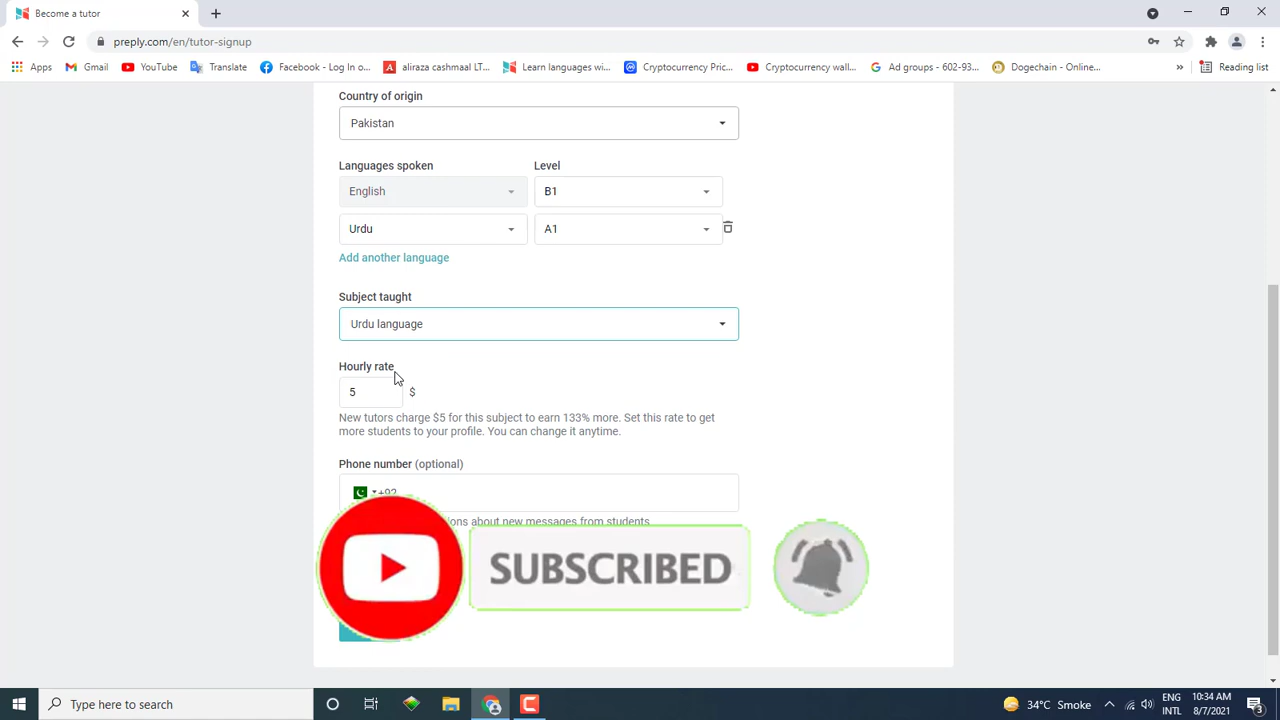 Become a tutor
preply.com/en/tutor-signup
Apps Gmail YouTube Translate Facebook - Log In o... aliraza cashmaal LT... Learn languages wi... Cryptocurrency Pric... Cryptocurrency wall... Ad groups - 602-93... Dogechain - Online... » Reading list
Country of origin
Pakistan
Languages spoken Level
English B1
Urdu A1
Add another language
Subject taught
Urdu language
Hourly rate
5 $
New tutors charge $5 for this subject to earn 133% more. Set this rate to get
more students to your profile. You can change it anytime.
Phone number (optional)
+92
about new messages from students
SUBSCRIBED
Type here to search
34°C Smoke
ENG
INTL
10:34 AM
8/7/2021
3